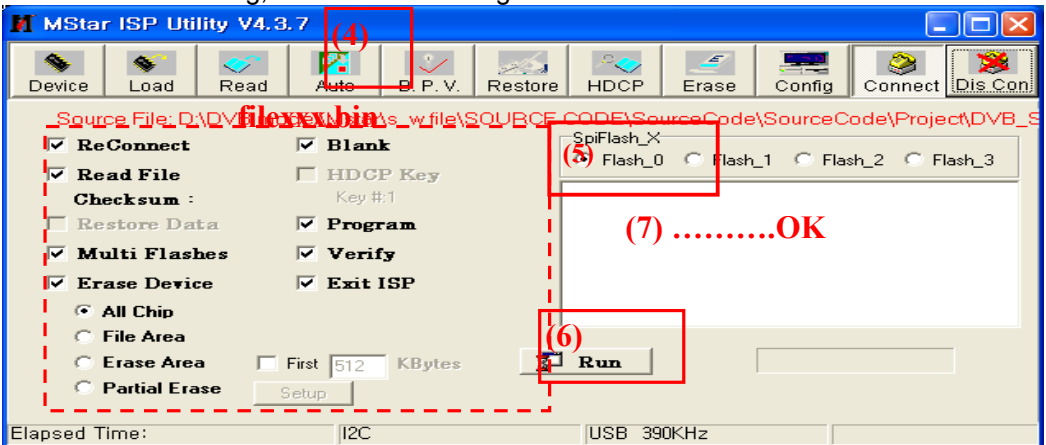 MStar ISP Utility V4.3.7
(4)
Device Load Read Auto B. P. V. Restore HDCP Erase Config Connect Dis.Con
filexxx.bin
ReConnect Blank
SpiFlash_X
(5) Flash_0 Flash_1 Flash_2 Flash_3
Read File HDCP Key
Checksum : Key #:1
Restore Data Program
(7) ……….OK
Multi Flashes Verify
Erase Device Exit ISP
All Chip
File Area
(6)
Erase Area First 512 KBytes Run
Partial Erase Setup
Elapsed Time: I2C USB 390KHz